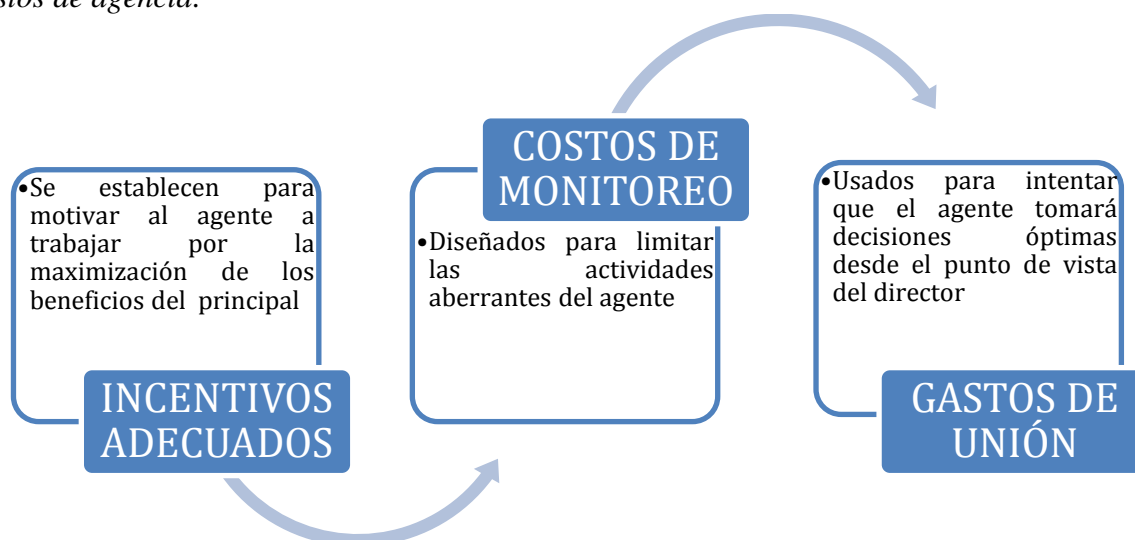 de agencia.
•Se establecen para
motivar al agente a
trabajar por la
maximización de los
beneficios del principal
INCENTIVOS
ADECUADOS
COSTOS DE
MONITOREO
•Diseñados para limitar
las actividades
aberrantes del agente
•Usados para intentar
que el agente tomará
decisiones óptimas
desde el punto de vista
del director
GASTOS DE
UNIÓN